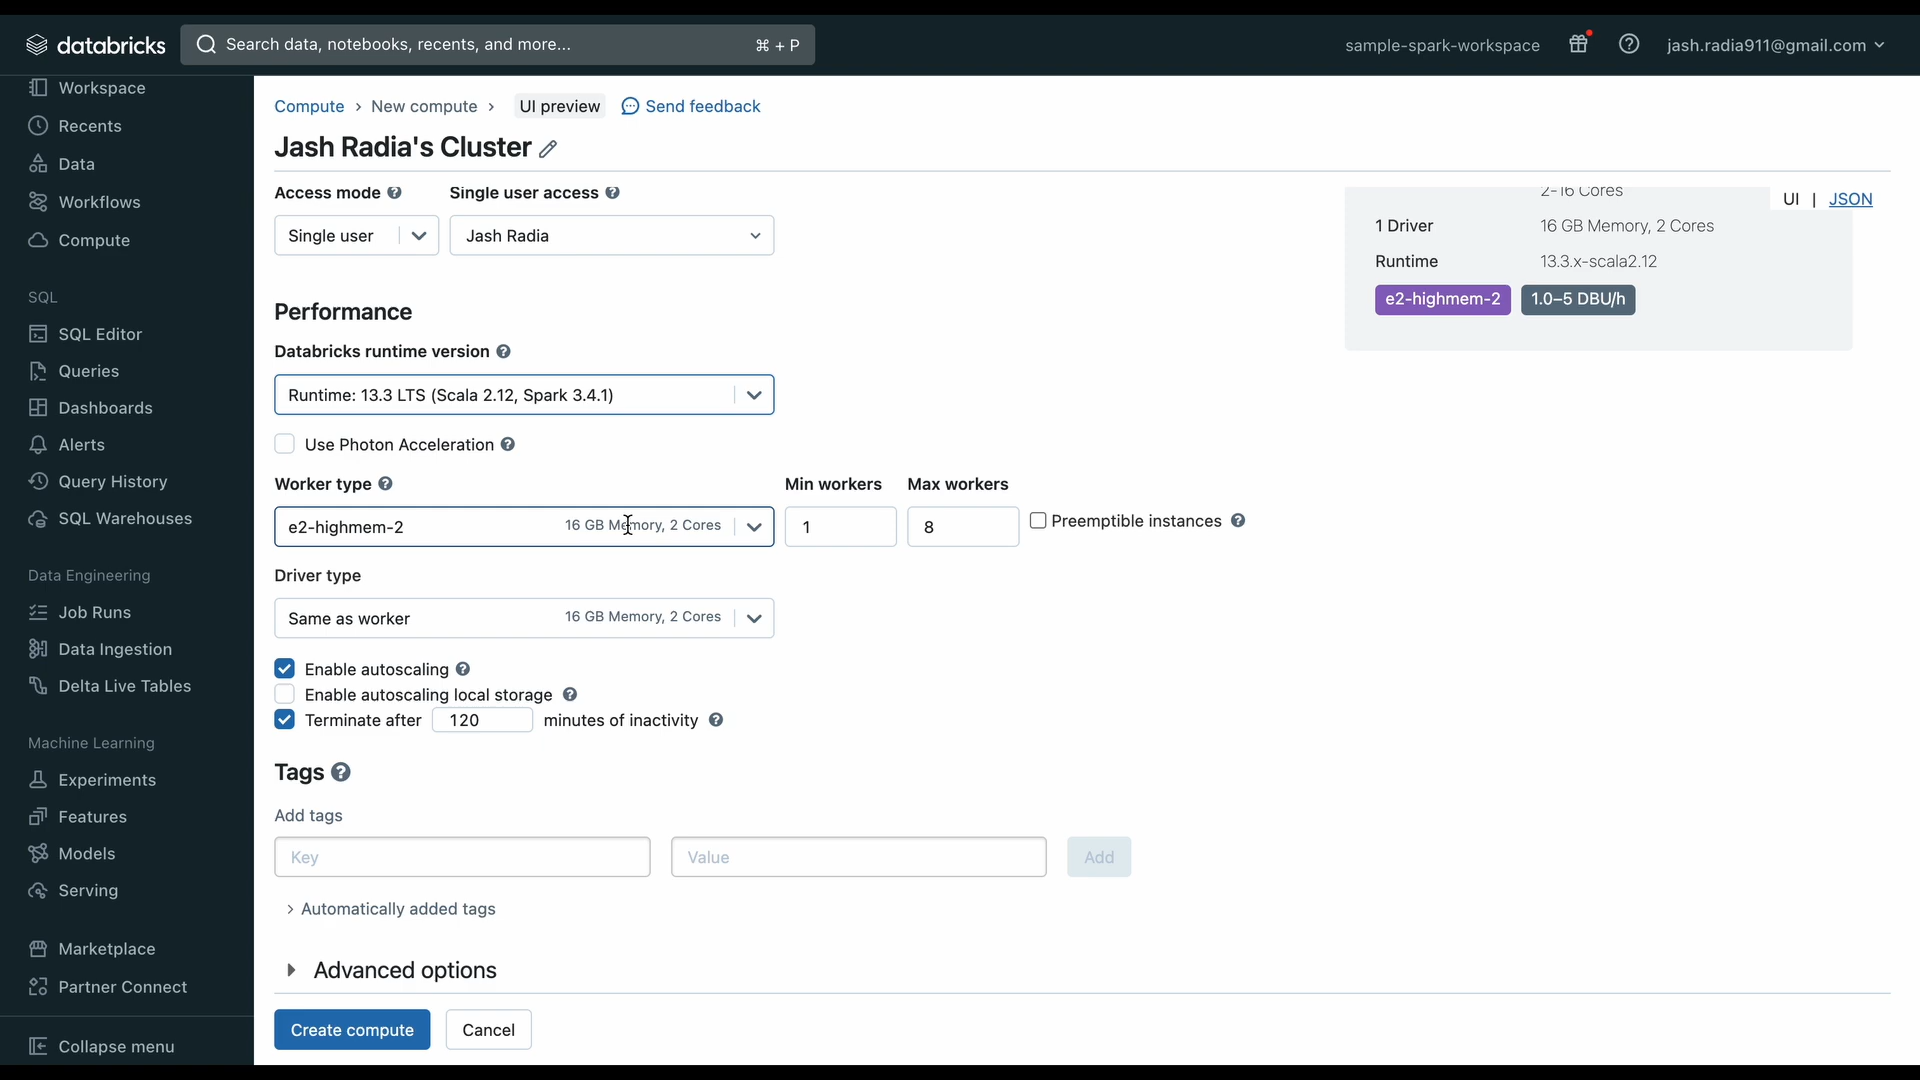 databricks
Search data, notebooks, recents, and more...
⌘ + P
sample-spark-workspace
jash.radia911@gmail.com
Workspace
Recents
Data
Workflows
Compute
SQL
SQL Editor
Queries
Dashboards
Alerts
Query History
SQL Warehouses
Data Engineering
Job Runs
Data Ingestion
Delta Live Tables
Machine Learning
Experiments
Features
Models
Serving
Marketplace
Partner Connect
Collapse menu
Compute > New compute > UI preview Send feedback
Jash Radia's Cluster
Access mode ? Single user access ?
Single user Jash Radia
Performance
Databricks runtime version ?
Runtime: 13.3 LTS (Scala 2.12, Spark 3.4.1)
Use Photon Acceleration ?
Worker type ? Min workers Max workers
e2-highmem-2 16 GB Memory, 2 Cores 1 8 Preemptible instances ?
Driver type
Same as worker 16 GB Memory, 2 Cores
Enable autoscaling ?
Enable autoscaling local storage ?
Terminate after 120 minutes of inactivity ?
Tags ?
Add tags
Key Value Add
> Automatically added tags
Advanced options
Create compute Cancel
2-16 Cores
UI | JSON
1 Driver 16 GB Memory, 2 Cores
Runtime 13.3.x-scala2.12
e2-highmem-2 1.0–5 DBU/h